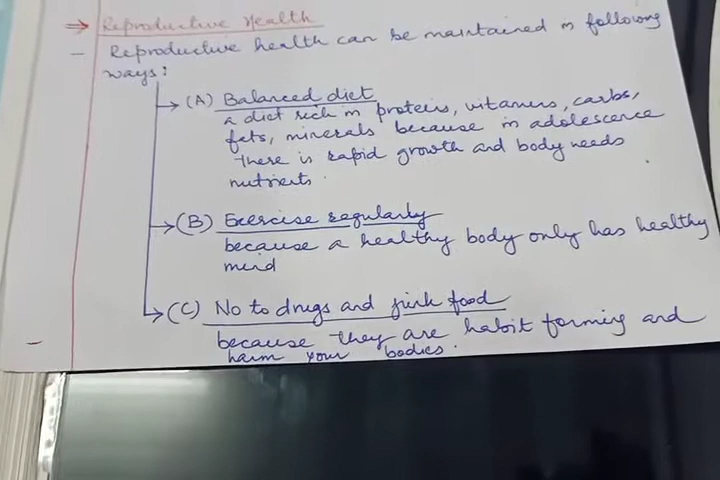 ⇒ Reproductive Health
– Reproductive health can be maintained in following
ways:
→ (A) Balanced diet
a diet rich in proteins, vitamins, carbs,
fats, minerals because in adolescence
there is rapid growth and body needs
nutrients.
→ (B) Exercise regularly
because a healthy body only has healthy
mind
→ (C) No to drugs and junk food
because they are habit forming and
harm your bodies.